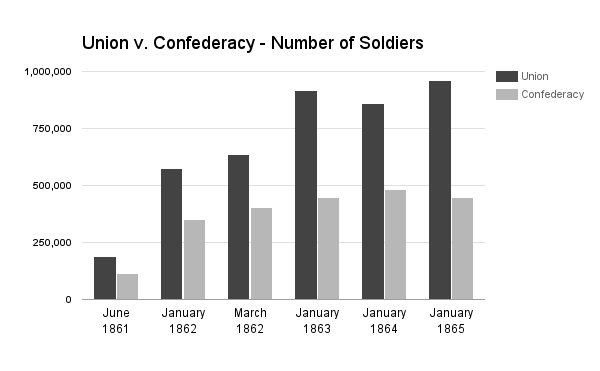 Union v. Confederacy - Number of Soldiers
1,000,000
750,000
500,000
250,000
0
Union
Confederacy
June January March January January January
1861 1862 1862 1863 1864 1865